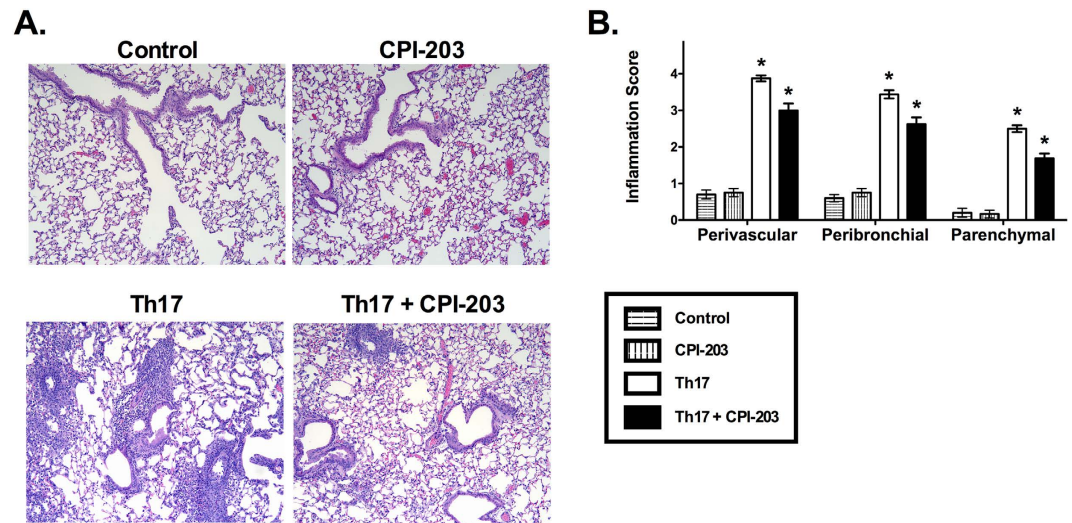 A.
Control
CPI-203
Th17
Th17 + CPI-203
B.
Inflammation Score
4
3
2
1
0
*
*
*
*
*
*
Perivascular
Peribronchial
Parenchymal
Control
CPI-203
Th17
Th17 + CPI-203